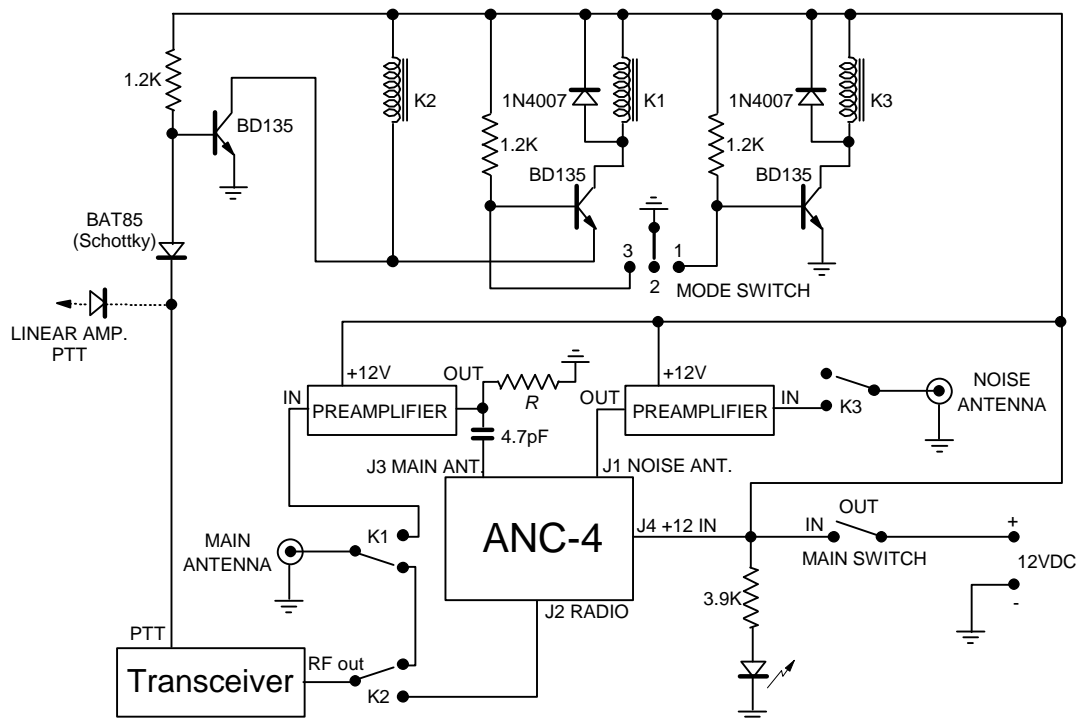 1.2K
BD135
K2
1N4007
K1
1N4007
K3
1.2K
BD135
1.2K
BD135
BAT85
(Schottky)
3
1
2
MODE SWITCH
LINEAR AMP.
PTT
+12V
OUT
IN
PREAMPLIFIER
R
4.7pF
+12V
OUT
PREAMPLIFIER
IN
K3
NOISE
ANTENNA
J3 MAIN ANT.
J1 NOISE ANT.
ANC-4
J4 +12 IN
OUT
IN
MAIN SWITCH
+
12VDC
-
MAIN
ANTENNA
K1
3.9K
J2 RADIO
PTT
Transceiver
RF out
K2